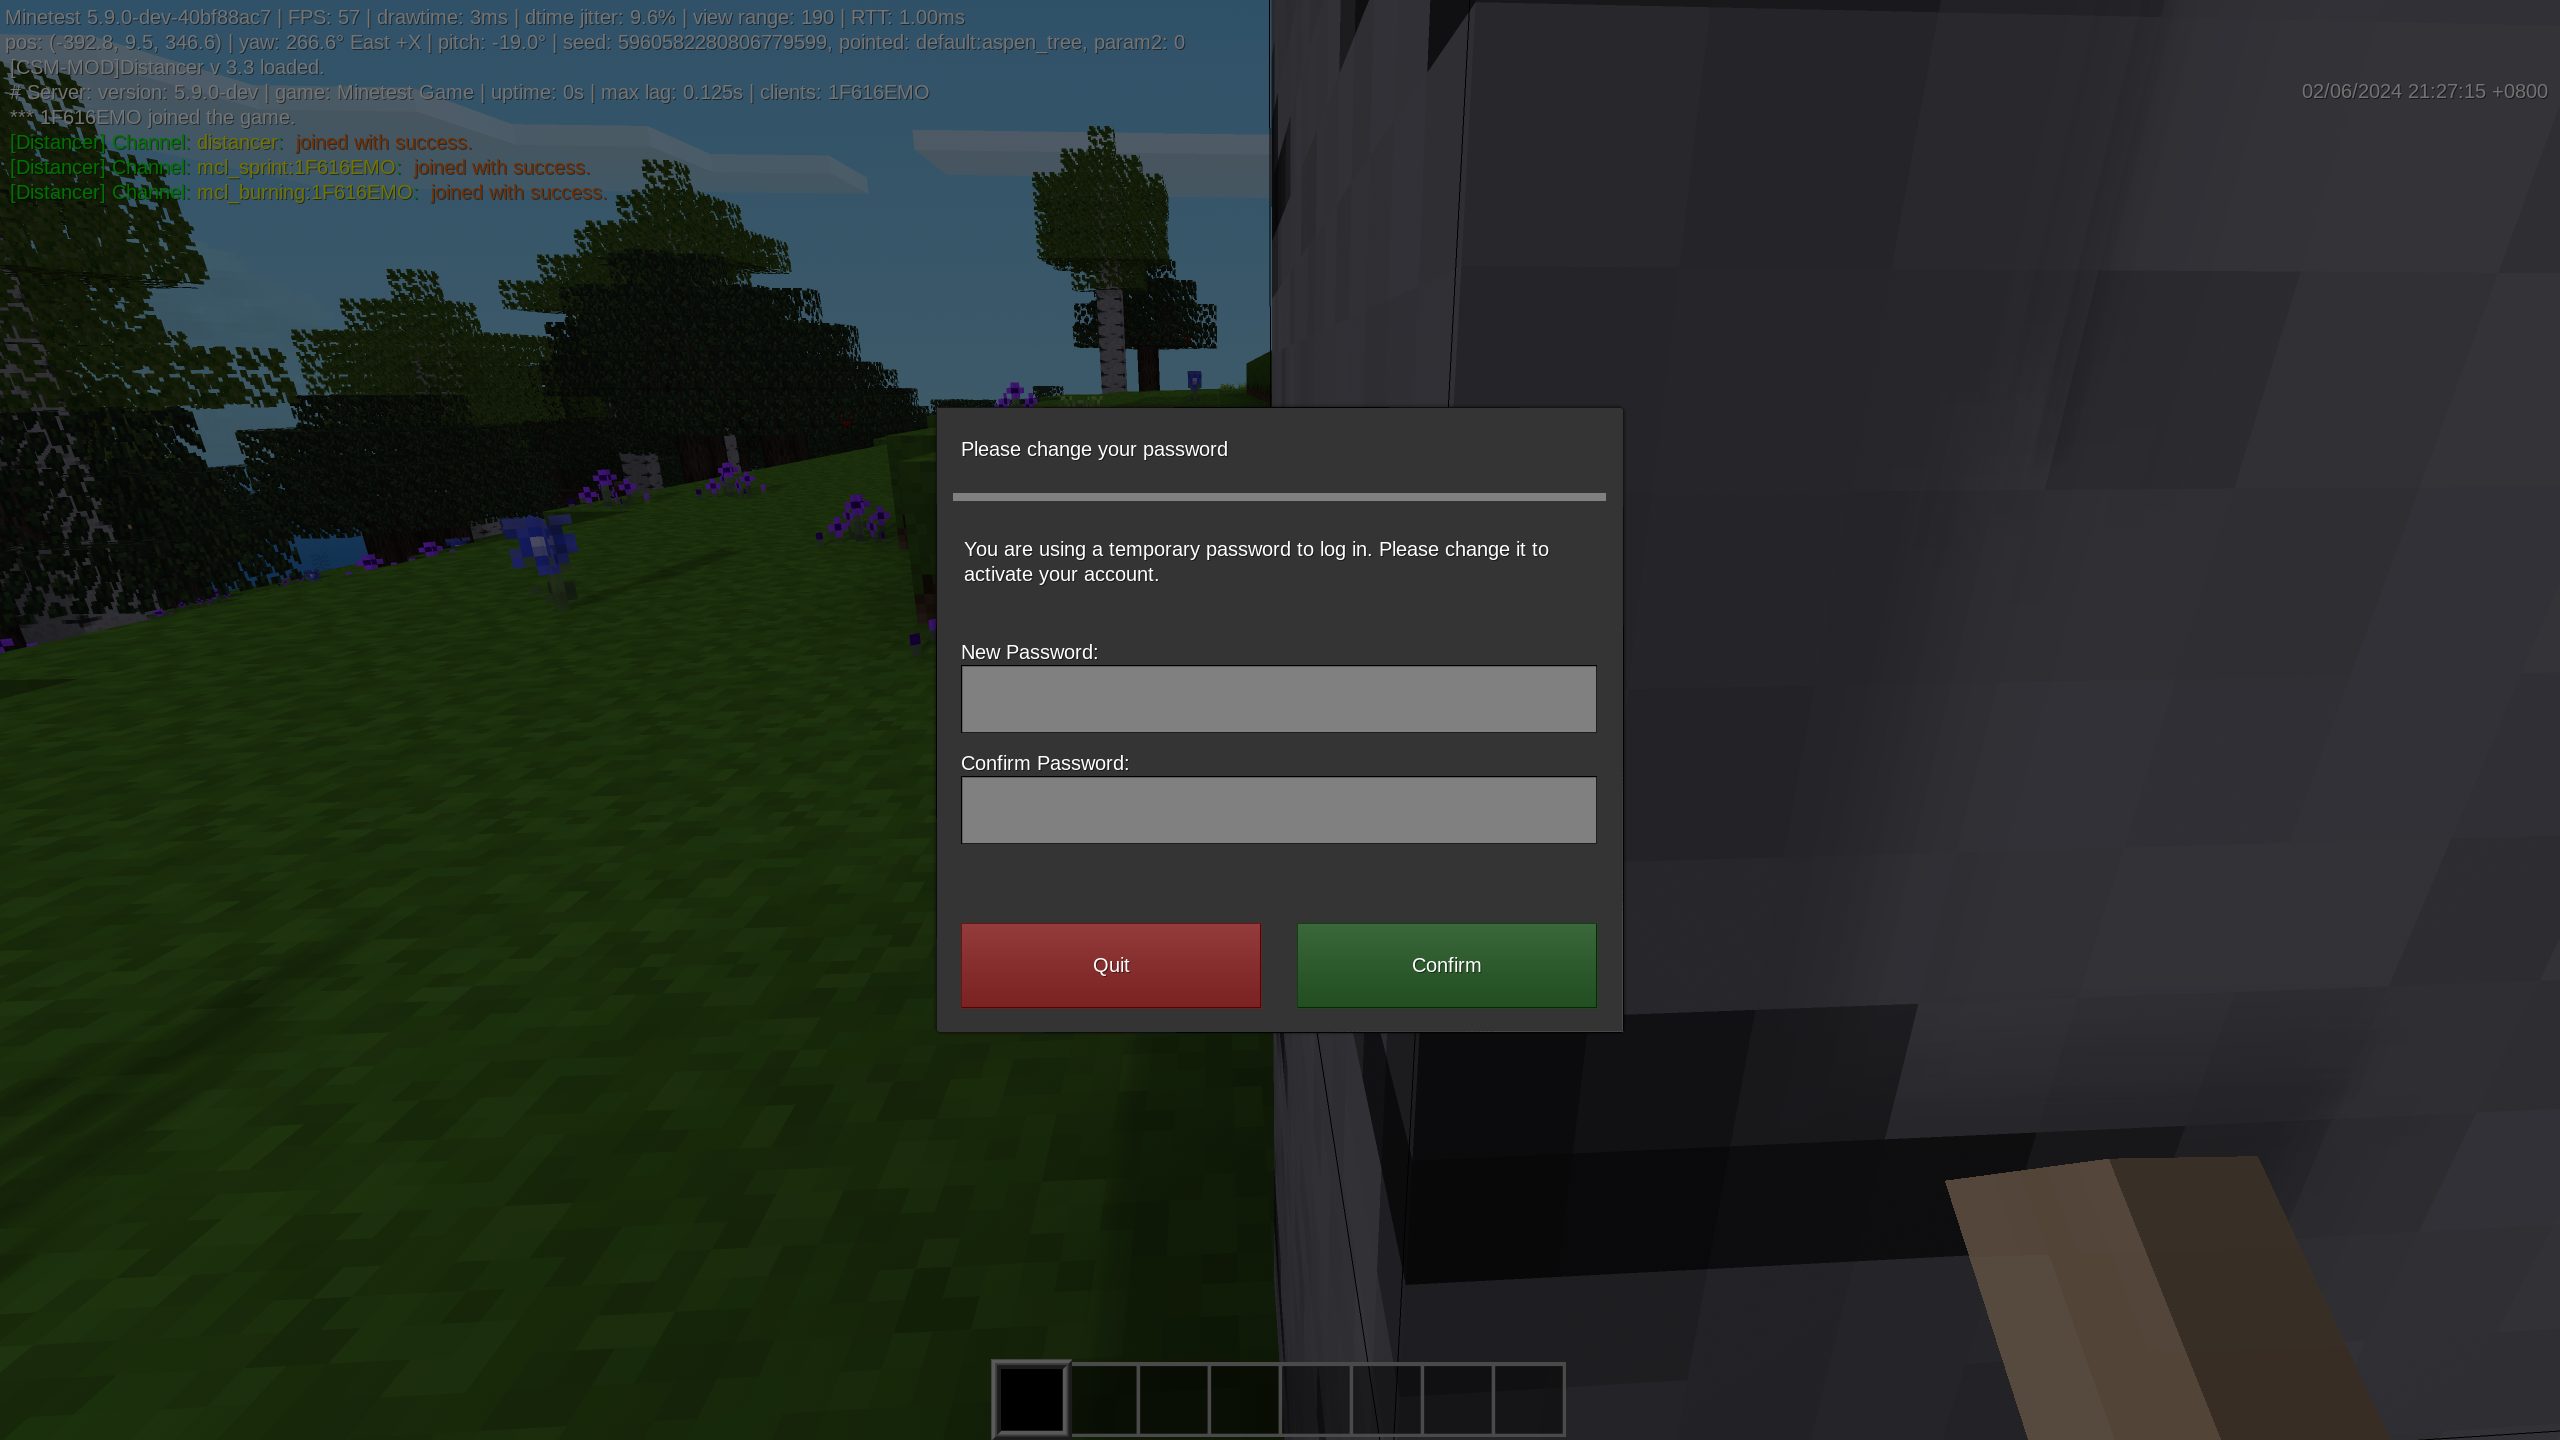 Minetest 5.9.0-dev-40bf88ac7 | FPS: 57 | drawtime: 3ms | dtime jitter: 9.6% | view range: 190 | RTT: 1.00ms
pos: (-392.8, 9.5, 346.6) | yaw: 266.6° East +X | pitch: -19.0° | seed: 5960582280806779599, pointed: default:aspen_tree, param2: 0
[CSM-MOD]Distancer v 3.3 loaded.
# Server: version: 5.9.0-dev | game: Minetest Game | uptime: 0s | max lag: 0.125s | clients: 1F616EMO
02/06/2024 21:27:15 +0800
*** 1F616EMO joined the game.
[Distancer] Channel: distancer:  joined with success.
[Distancer] Channel: mcl_sprint:1F616EMO:  joined with success.
[Distancer] Channel: mcl_burning:1F616EMO:  joined with success.
Please change your password
You are using a temporary password to log in. Please change it to
activate your account.
New Password:
Confirm Password:
Quit
Confirm